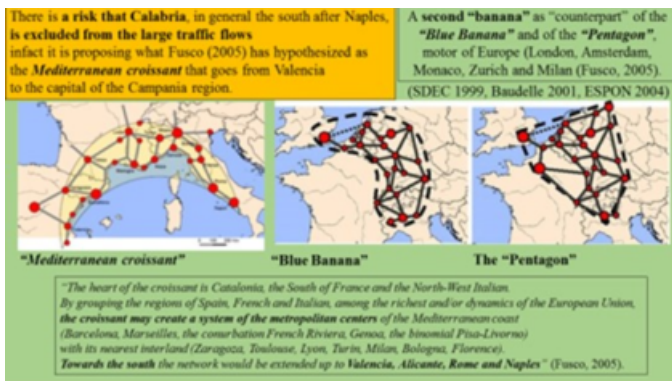 There is a risk that Calabria, in general the south after Naples,
is excluded from the large traffic flows
infact it is proposing what Fusco (2005) has hypothesized as
the Mediterranean croissant that goes from Valencia
to the capital of the Campania region.
A second "banana" as "counterpart" of the
"Blue Banana" and of the "Pentagon",
motor of Europe (London, Amsterdam,
Monaco, Zurich and Milan (Fusco, 2005).
(SDEC 1999, Baudelle 2001, ESPON 2004)
"Mediterranean croissant"
"Blue Banana"
The "Pentagon"
"The heart of the croissant is Catalonia, the South of France and the North-West Italian.
By grouping the regions of Spain, French and Italian, among the richest and/or dynamics of the European Union,
the croissant may create a system of the metropolitan centers of the Mediterranean coast
(Barcelona, Marseilles, the conurbation French Riviera, Genoa, the binomial Pisa-Livorno)
with its nearest interland (Zaragoza, Toulouse, Lyon, Turin, Milan, Bologna, Florence).
Towards the south the network would be extended up to Valencia, Alicante, Rome and Naples" (Fusco, 2005).